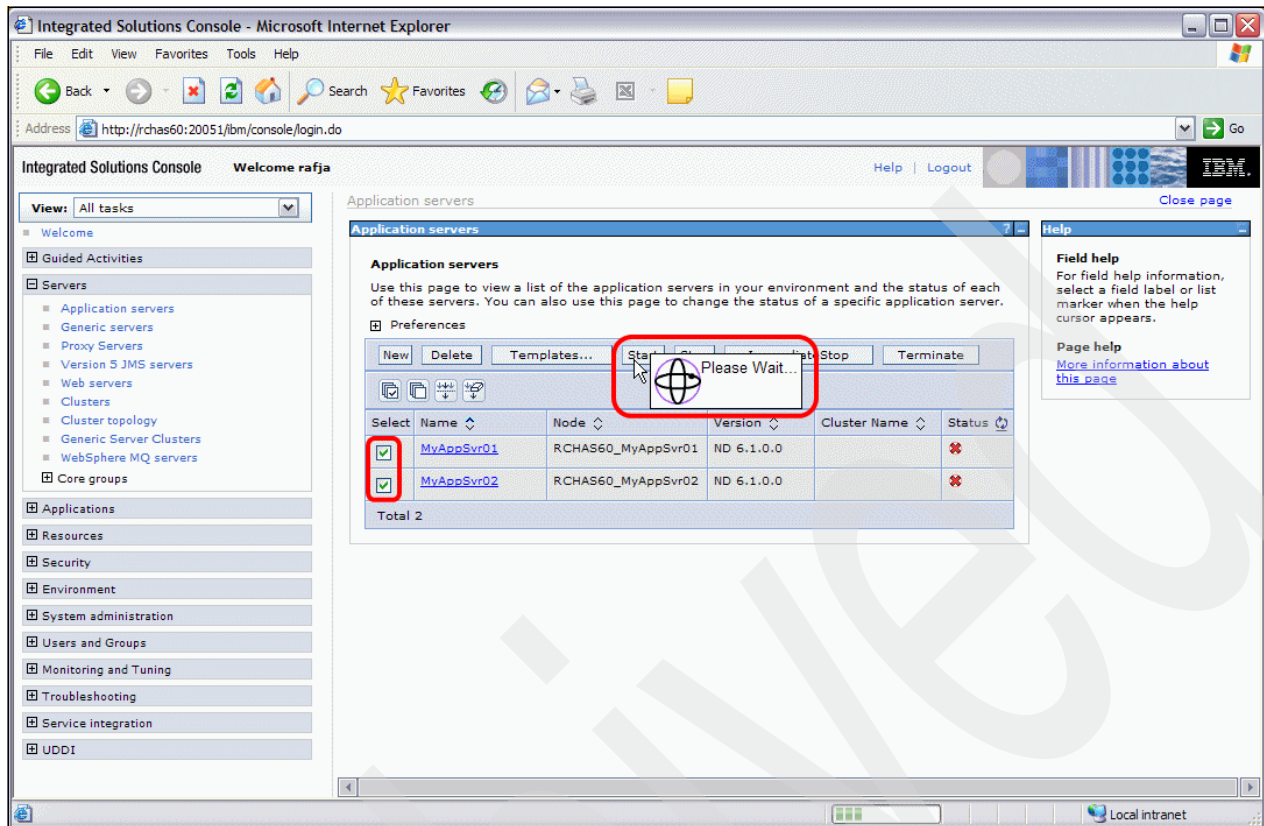 Integrated Solutions Console - Microsoft Internet Explorer
File Edit View Favorites Tools Help
Back Search Favorites
Address http://rchas60:20051/ibm/console/login.do Go
Integrated Solutions Console Welcome rafja Help | Logout IBM.
View: All tasks
Welcome
Guided Activities
Servers
Application servers
Generic servers
Proxy Servers
Version 5 JMS servers
Web servers
Clusters
Cluster topology
Generic Server Clusters
WebSphere MQ servers
Core groups
Applications
Resources
Security
Environment
System administration
Users and Groups
Monitoring and Tuning
Troubleshooting
Service integration
UDDI
Application servers Close page
Application servers ? -
Application servers
Use this page to view a list of the application servers in your environment and the status of each
of these servers. You can also use this page to change the status of a specific application server.
Preferences
New Delete Templates... Start Stop Terminate
Please Wait...
Select Name Node Version Cluster Name Status
MyAppSvr01 RCHAS60_MyAppSvr01 ND 6.1.0.0
MyAppSvr02 RCHAS60_MyAppSvr02 ND 6.1.0.0
Total 2
Help
Field help
For field help information,
select a field label or list
marker when the help
cursor appears.
Page help
More information about
this page
Local intranet